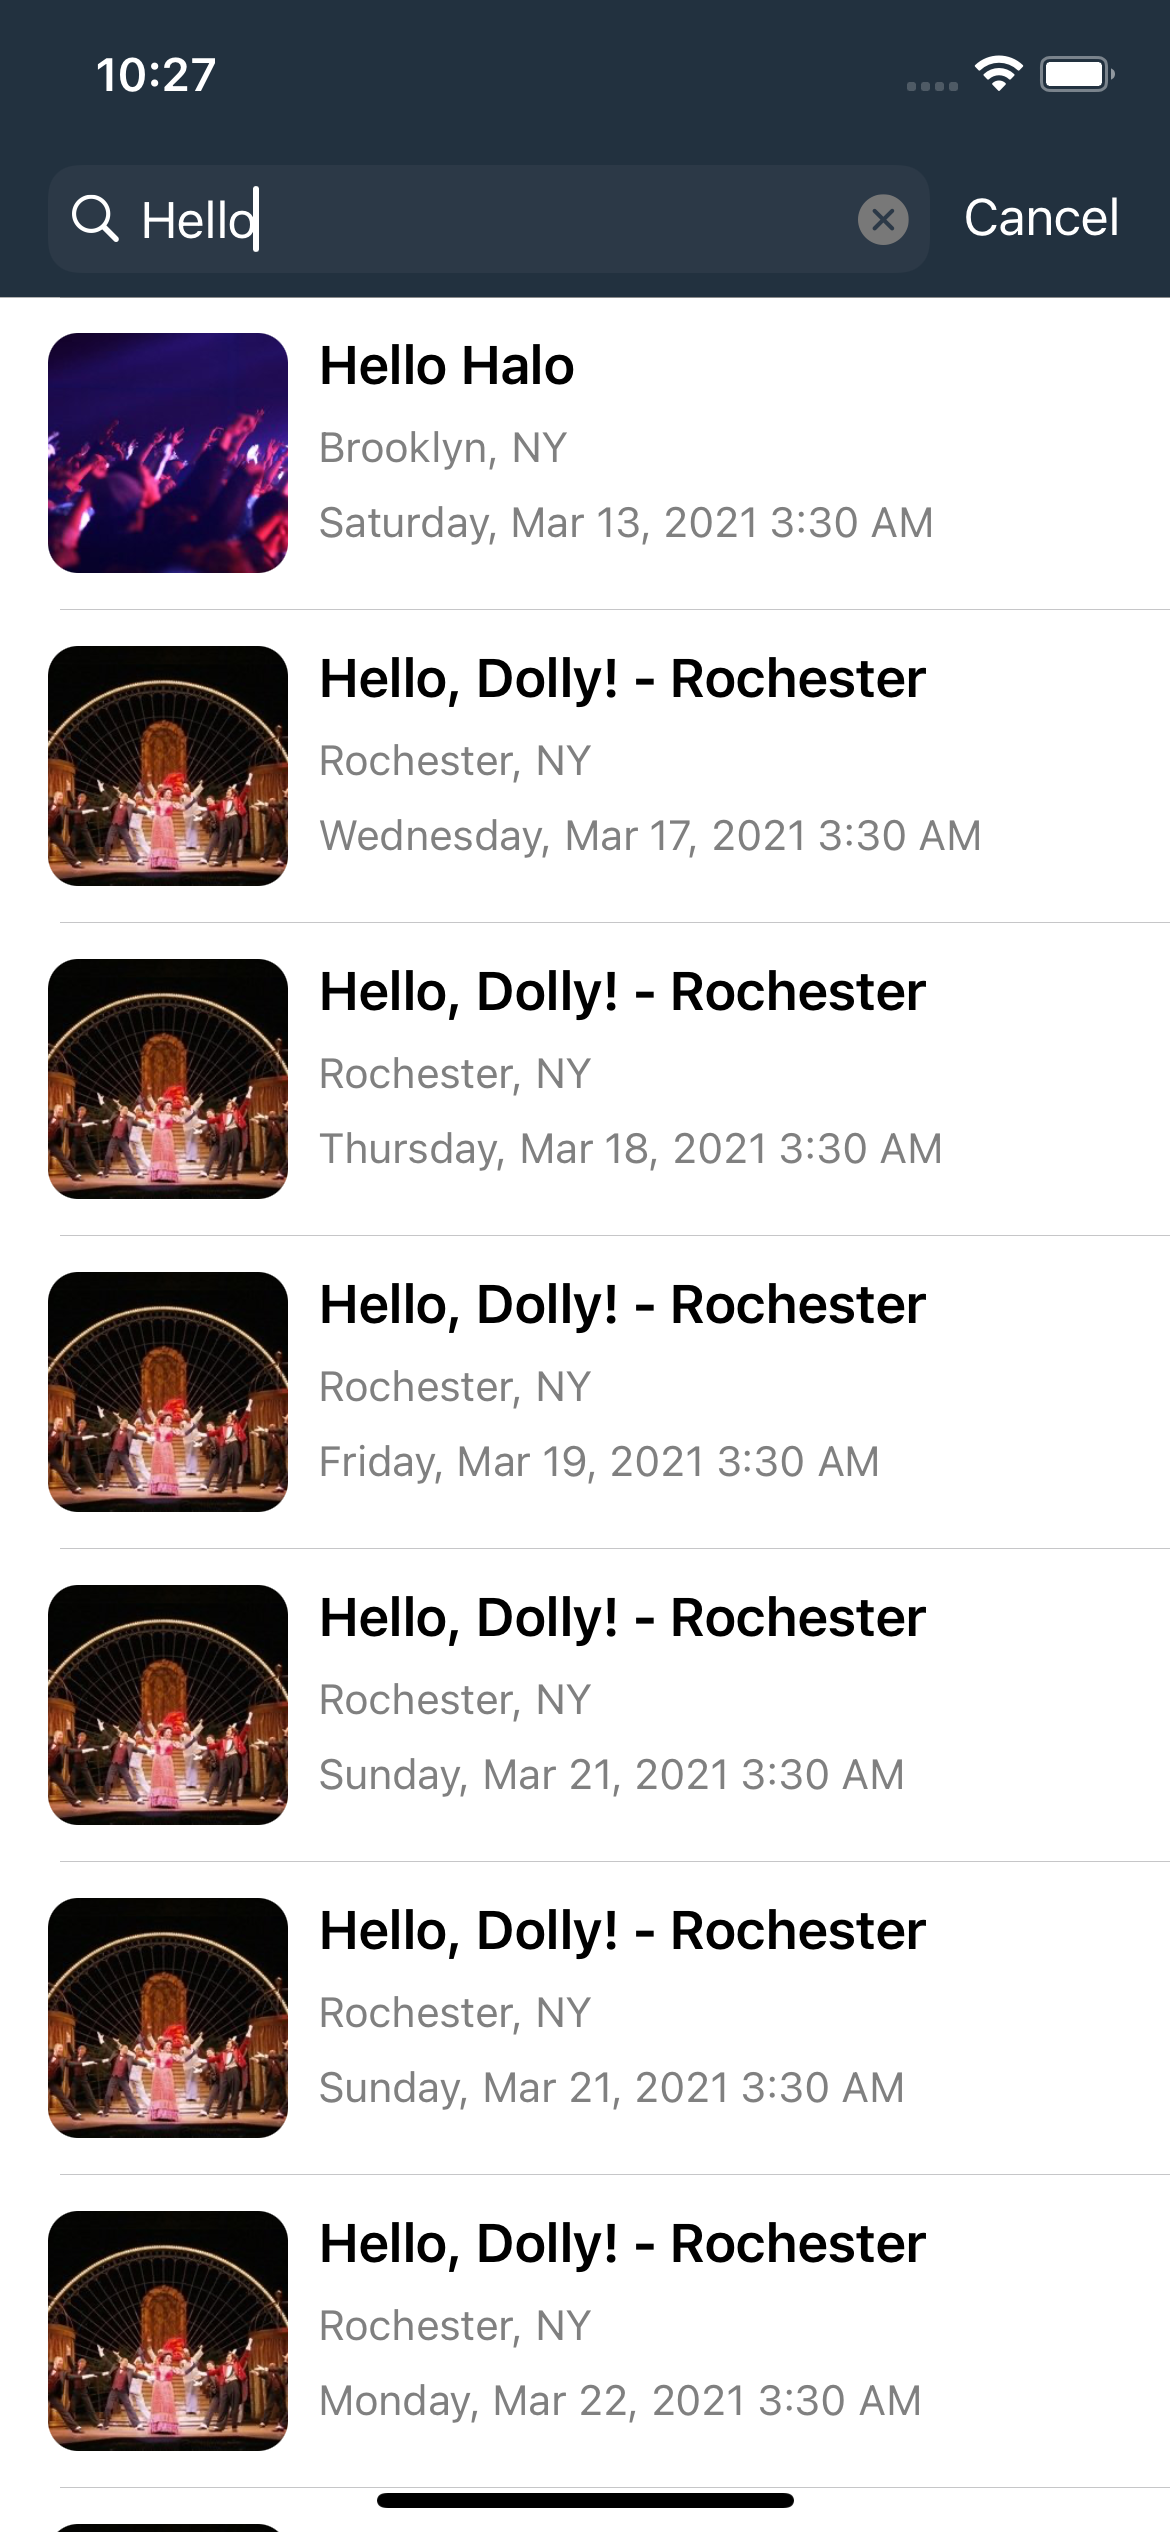 10:27
Hello
Cancel
Hello Halo
Brooklyn, NY
Saturday, Mar 13, 2021 3:30 AM
Hello, Dolly! - Rochester
Rochester, NY
Wednesday, Mar 17, 2021 3:30 AM
Hello, Dolly! - Rochester
Rochester, NY
Thursday, Mar 18, 2021 3:30 AM
Hello, Dolly! - Rochester
Rochester, NY
Friday, Mar 19, 2021 3:30 AM
Hello, Dolly! - Rochester
Rochester, NY
Sunday, Mar 21, 2021 3:30 AM
Hello, Dolly! - Rochester
Rochester, NY
Sunday, Mar 21, 2021 3:30 AM
Hello, Dolly! - Rochester
Rochester, NY
Monday, Mar 22, 2021 3:30 AM